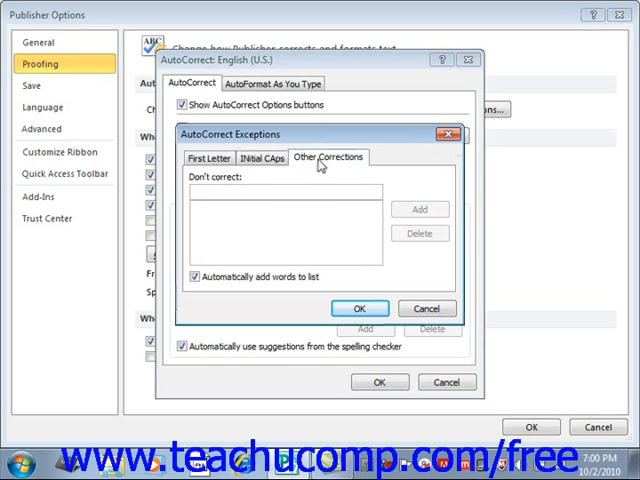 Publisher Options
General
Proofing
Save
Language
Advanced
Customize Ribbon
Quick Access Toolbar
Add-Ins
Trust Center
ABC
Change how Publisher corrects and formats text.
AutoCorrect: English (U.S.)
AutoCorrect
AutoFormat As You Type
Show AutoCorrect Options buttons
ons...
AutoCorrect Exceptions
First Letter
INitial CAps
Other Corrections
Don't correct:
Add
Delete
Automatically add words to list
OK
Cancel
Add
Delete
Automatically use suggestions from the spelling checker
OK
Cancel
OK
Cancel
www.teachucomp.com/free
7:00 PM
10/2/2010